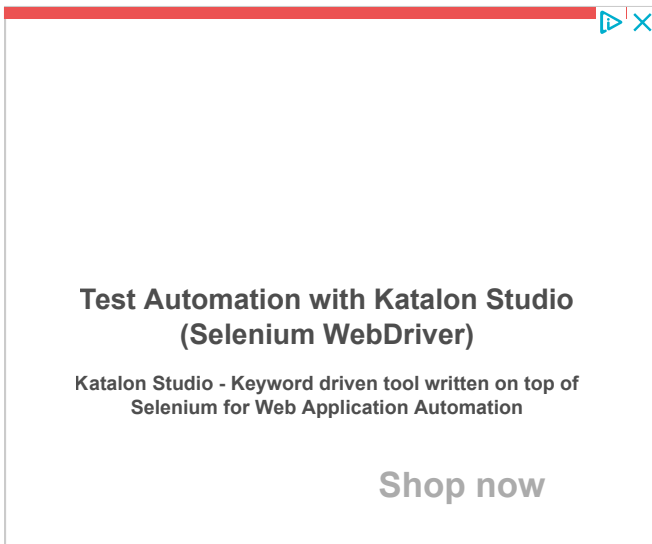 Test Automation with Katalon Studio
(Selenium WebDriver)
Katalon Studio - Keyword driven tool written on top of
Selenium for Web Application Automation
Shop now